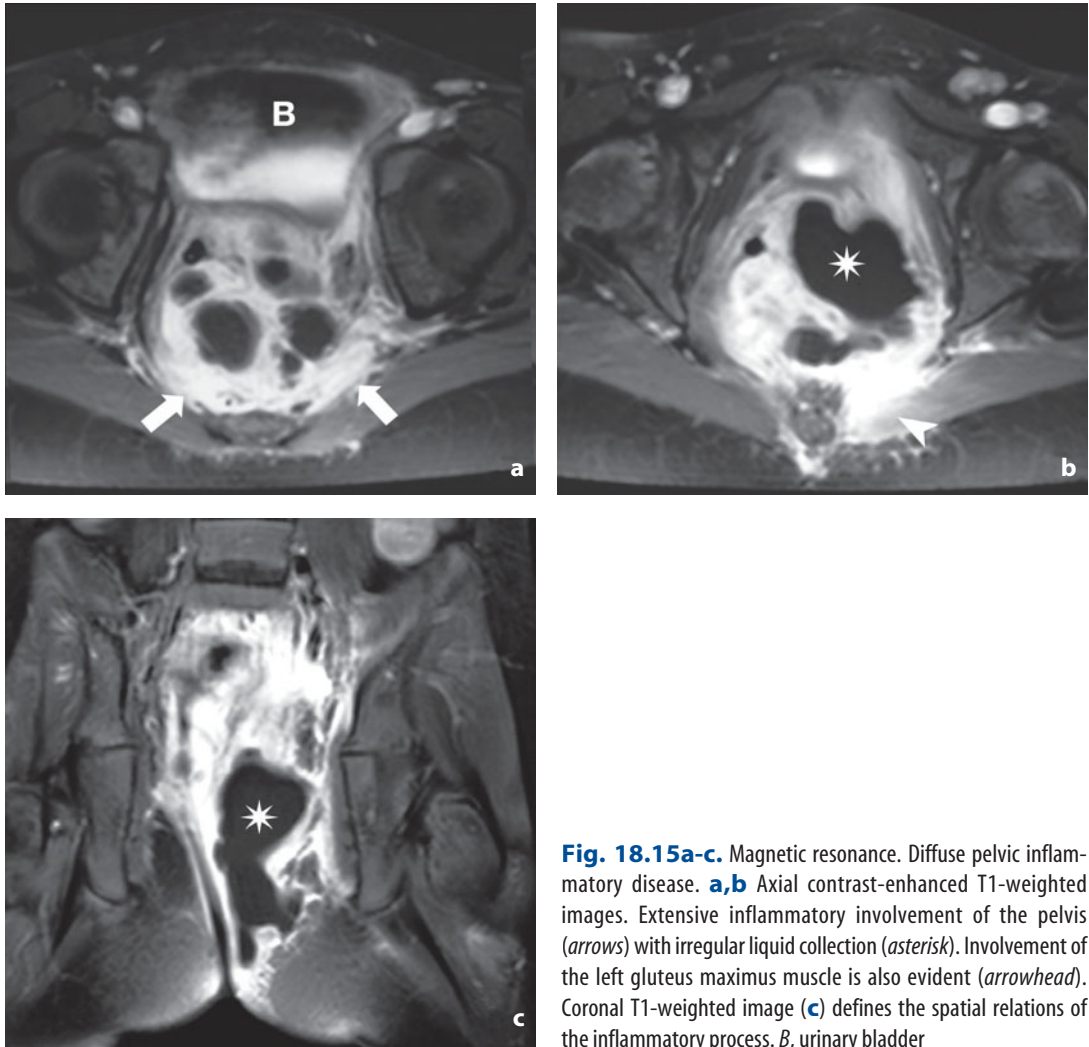 B
a
b
c
Fig. 18.15a-c. Magnetic resonance. Diffuse pelvic inflam-
matory disease. a,b Axial contrast-enhanced T1-weighted
images. Extensive inflammatory involvement of the pelvis
(arrows) with irregular liquid collection (asterisk). Involvement of
the left gluteus maximus muscle is also evident (arrowhead).
Coronal T1-weighted image (c) defines the spatial relations of
the inflammatory process. B, urinary bladder